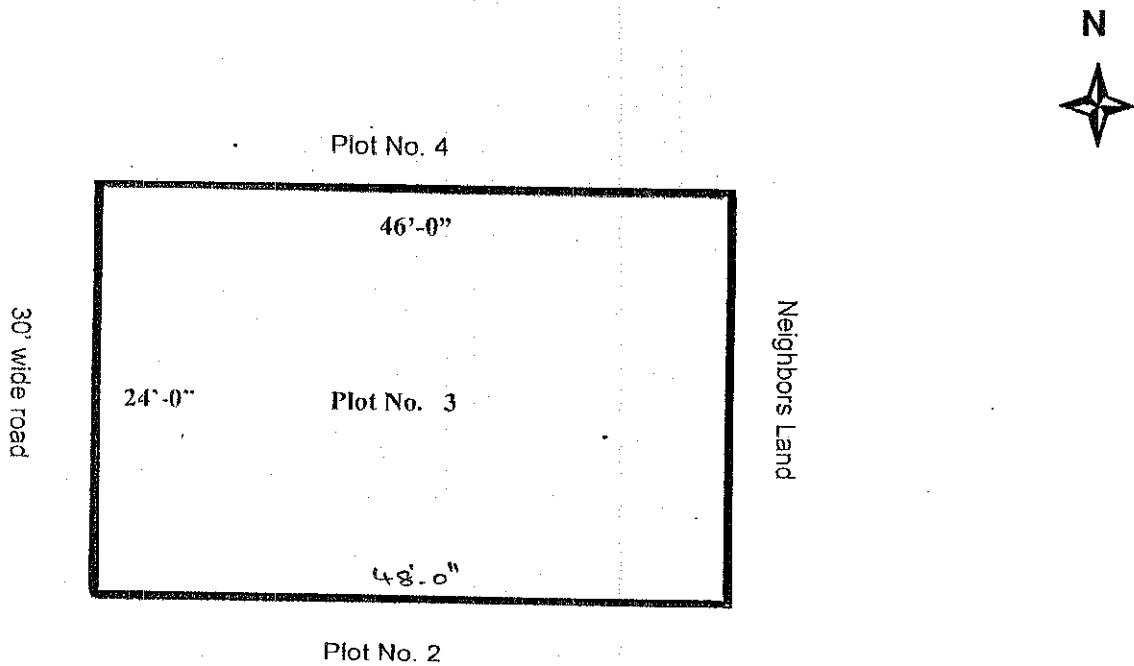 N
Plot No. 4
46'-0"
30' wide road
Neighbors Land
24'-0"
Plot No. 3
48'-0"
Plot No. 2